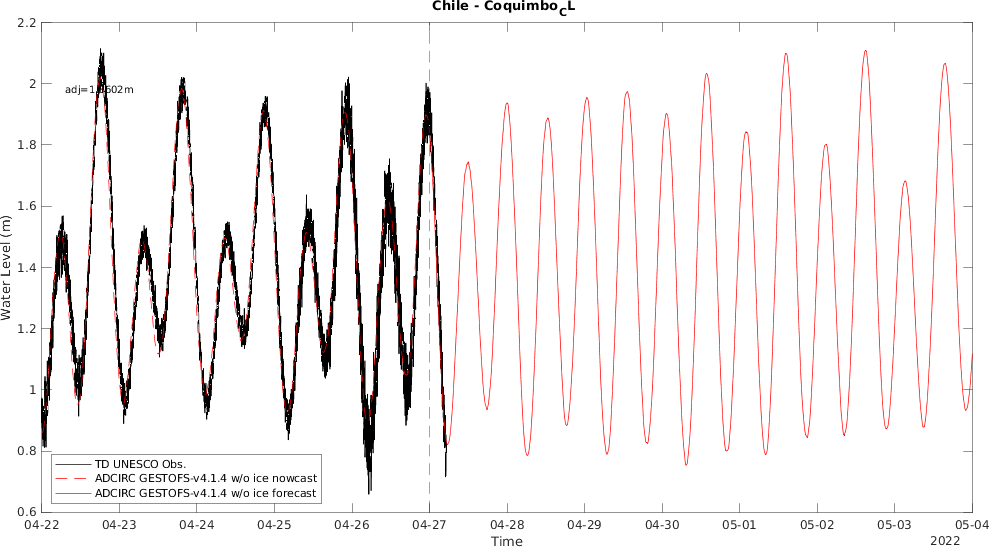 Chile - Coquimbo_CL
2.2
2
1.8
1.6
1.4
1.2
1
0.8
0.6
Water Level (m)
TD UNESCO Obs.
ADCIRC GESTOFS-v4.1.4 w/o ice nowcast
ADCIRC GESTOFS-v4.1.4 w/o ice forecast
04-22 04-23 04-24 04-25 04-26 04-27 04-28 04-29 04-30 05-01 05-02 05-03 05-04
Time
2022